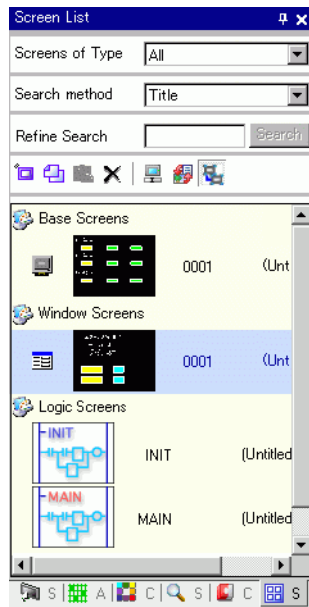 Screen List
Screens of Type All
Search method Title
Refine Search Search
Base Screens
0001 (Unt
Window Screens
0001 (Unt
Logic Screens
INIT
INIT (Untitled
MAIN
MAIN (Untitled
S A C S C S